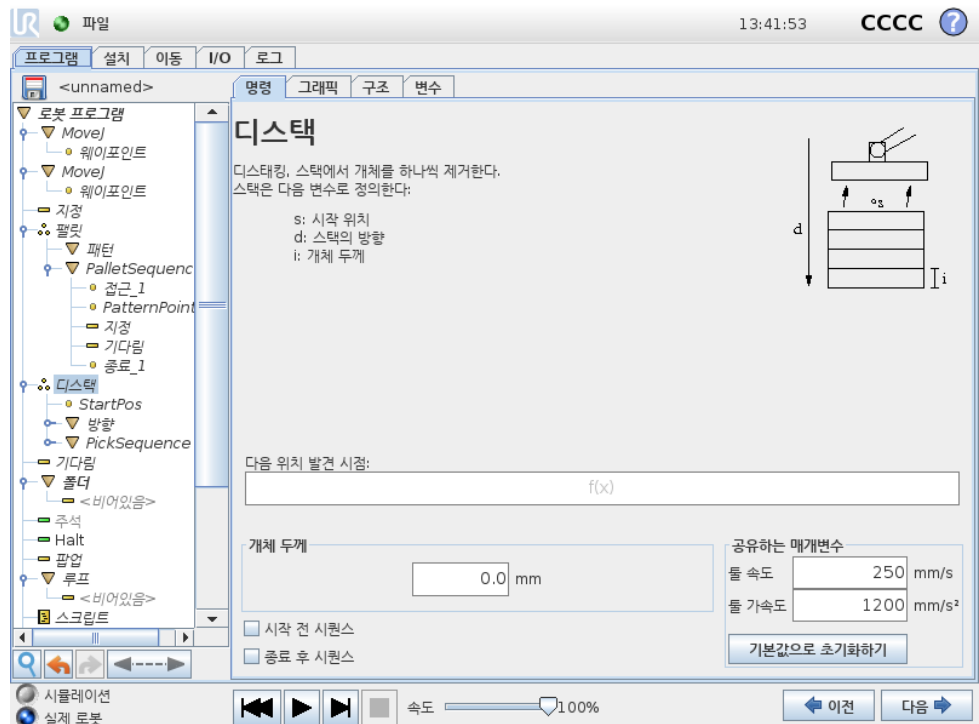 UR 파일 13:41:53 CCCC ?
프로그램 설치 이동 I/O 로그
<unnamed>
명령 그래픽 구조 변수
로봇 프로그램
MoveJ
웨이포인트
MoveJ
웨이포인트
지정
팰릿
패턴
PalletSequenc
접근_1
PatternPoint
지정
기다림
종료_1
디스택
StartPos
방향
PickSequence
기다림
폴더
<비어있음>
주석
Halt
팝업
루프
<비어있음>
스크립트
디스택
디스태킹, 스택에서 개체를 하나씩 제거한다.
스택은 다음 변수로 정의한다:
s: 시작 위치
d: 스택의 방향
i: 개체 두께
s
d
i
다음 위치 발견 시점:
f(x)
개체 두께
0.0 mm
시작 전 시퀀스
종료 후 시퀀스
공유하는 매개변수
툴 속도 250 mm/s
툴 가속도 1200 mm/s²
기본값으로 초기화하기
시뮬레이션
실제 로봇
속도 100%
이전 다음